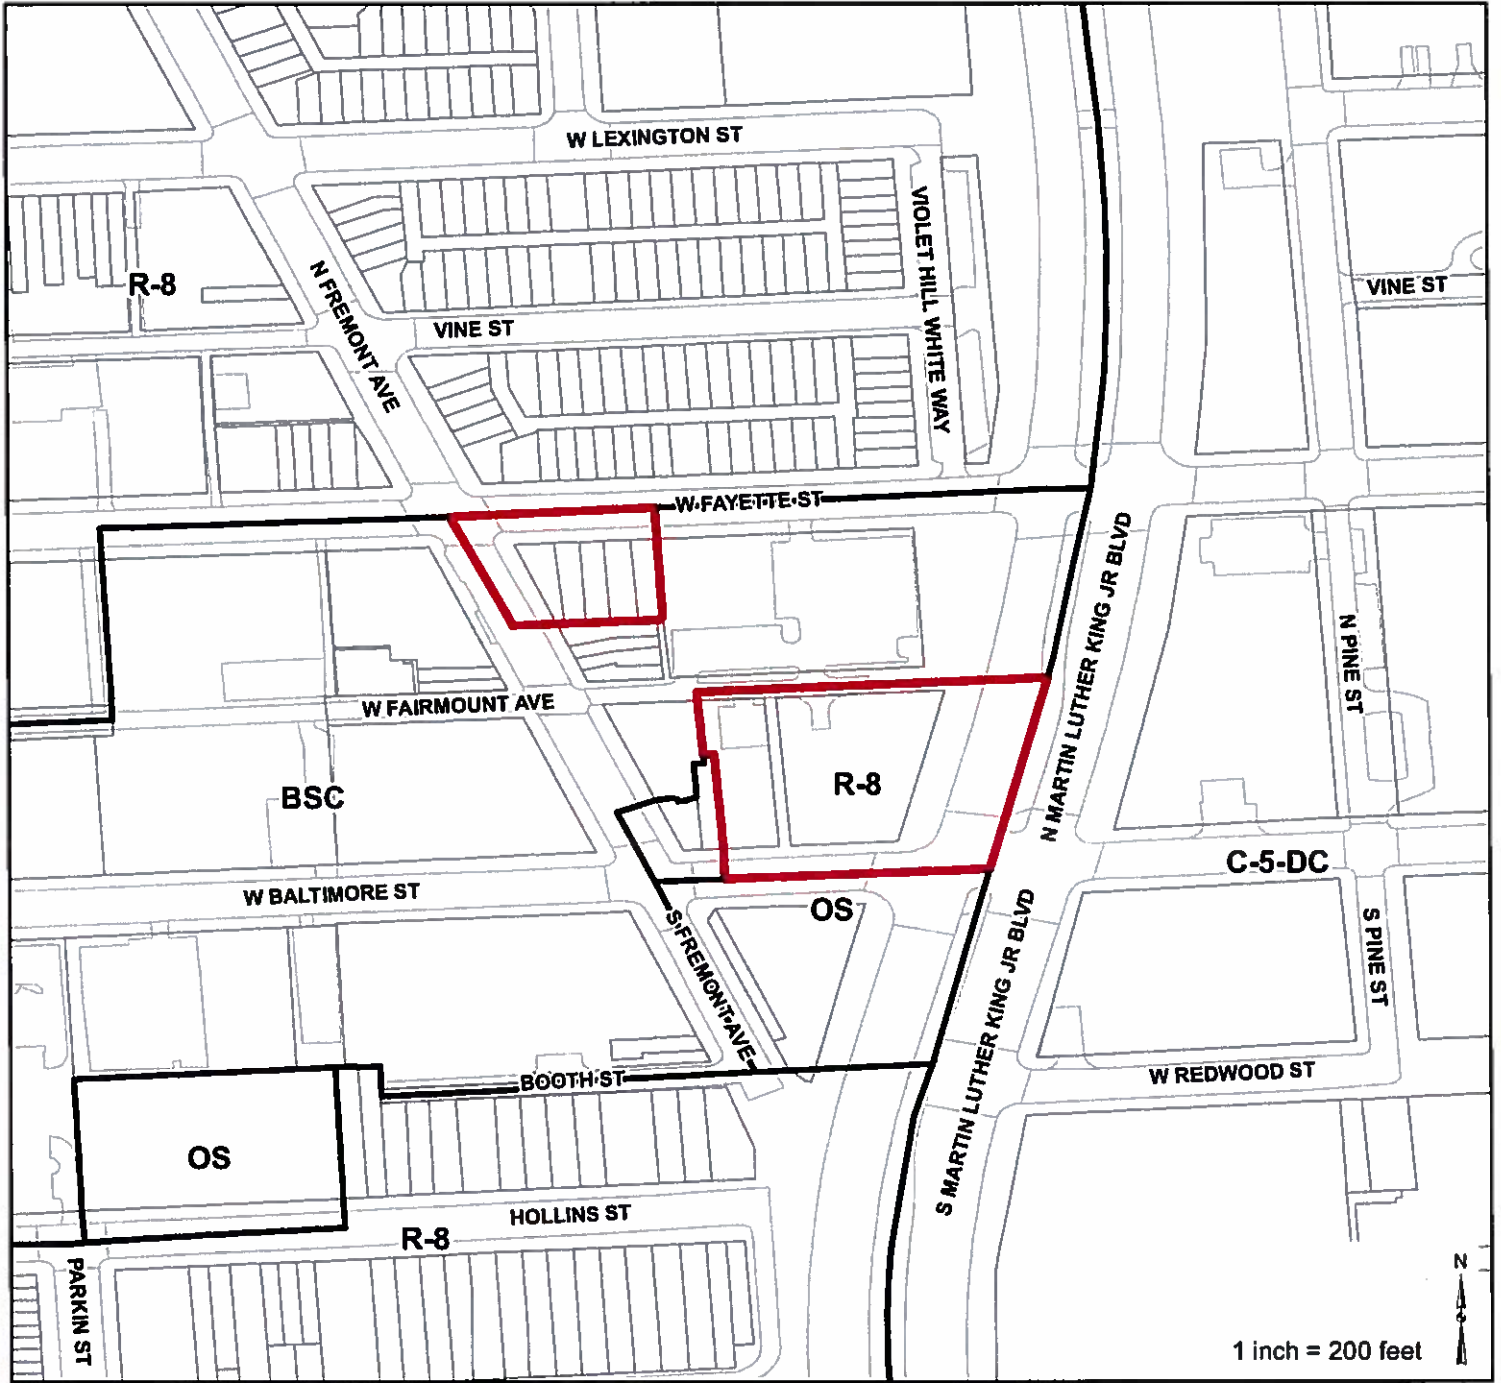 W LEXINGTON ST
VIOLET HILL WHITE WAY
R-8
N FREMONT AVE
VINE ST
VINE ST
W FAYETTE ST
N MARTIN LUTHER KING JR BLVD
N PINE ST
W FAIRMOUNT AVE
BSC
R-8
C-5-DC
W BALTIMORE ST
OS
S FREMONT AVE
S MARTIN LUTHER KING JR BLVD
S PINE ST
W REDWOOD ST
BOOTH ST
OS
HOLLINS ST
R-8
PARKIN ST
N
1 inch = 200 feet